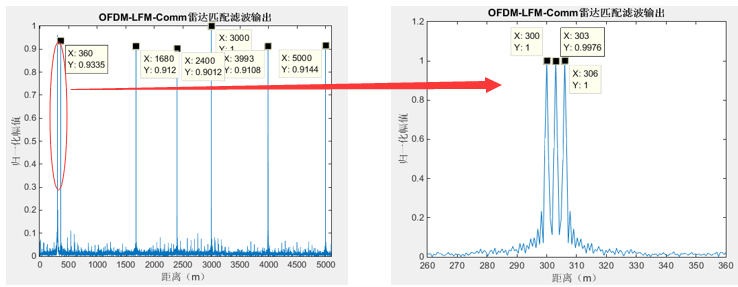 OFDM-LFM-Comm雷达匹配滤波输出
X: 360
Y: 0.9335
X: 1680
Y: 0.912
X: 2400
Y: 0.9012
X: 3000
Y: 1
X: 3993
Y: 0.9108
X: 5000
Y: 0.9144
归一化幅值
1
0.9
0.8
0.7
0.6
0.5
0.4
0.3
0.2
0.1
0
0 500 1000 1500 2000 2500 3000 3500 4000 4500 5000
距离（m）
OFDM-LFM-Comm雷达匹配滤波输出
X: 300
Y: 1
X: 303
Y: 0.9976
X: 306
Y: 1
归一化幅值
1.2
1
0.8
0.6
0.4
0.2
0
260 270 280 290 300 310 320 330 340 350 360
距离（m）